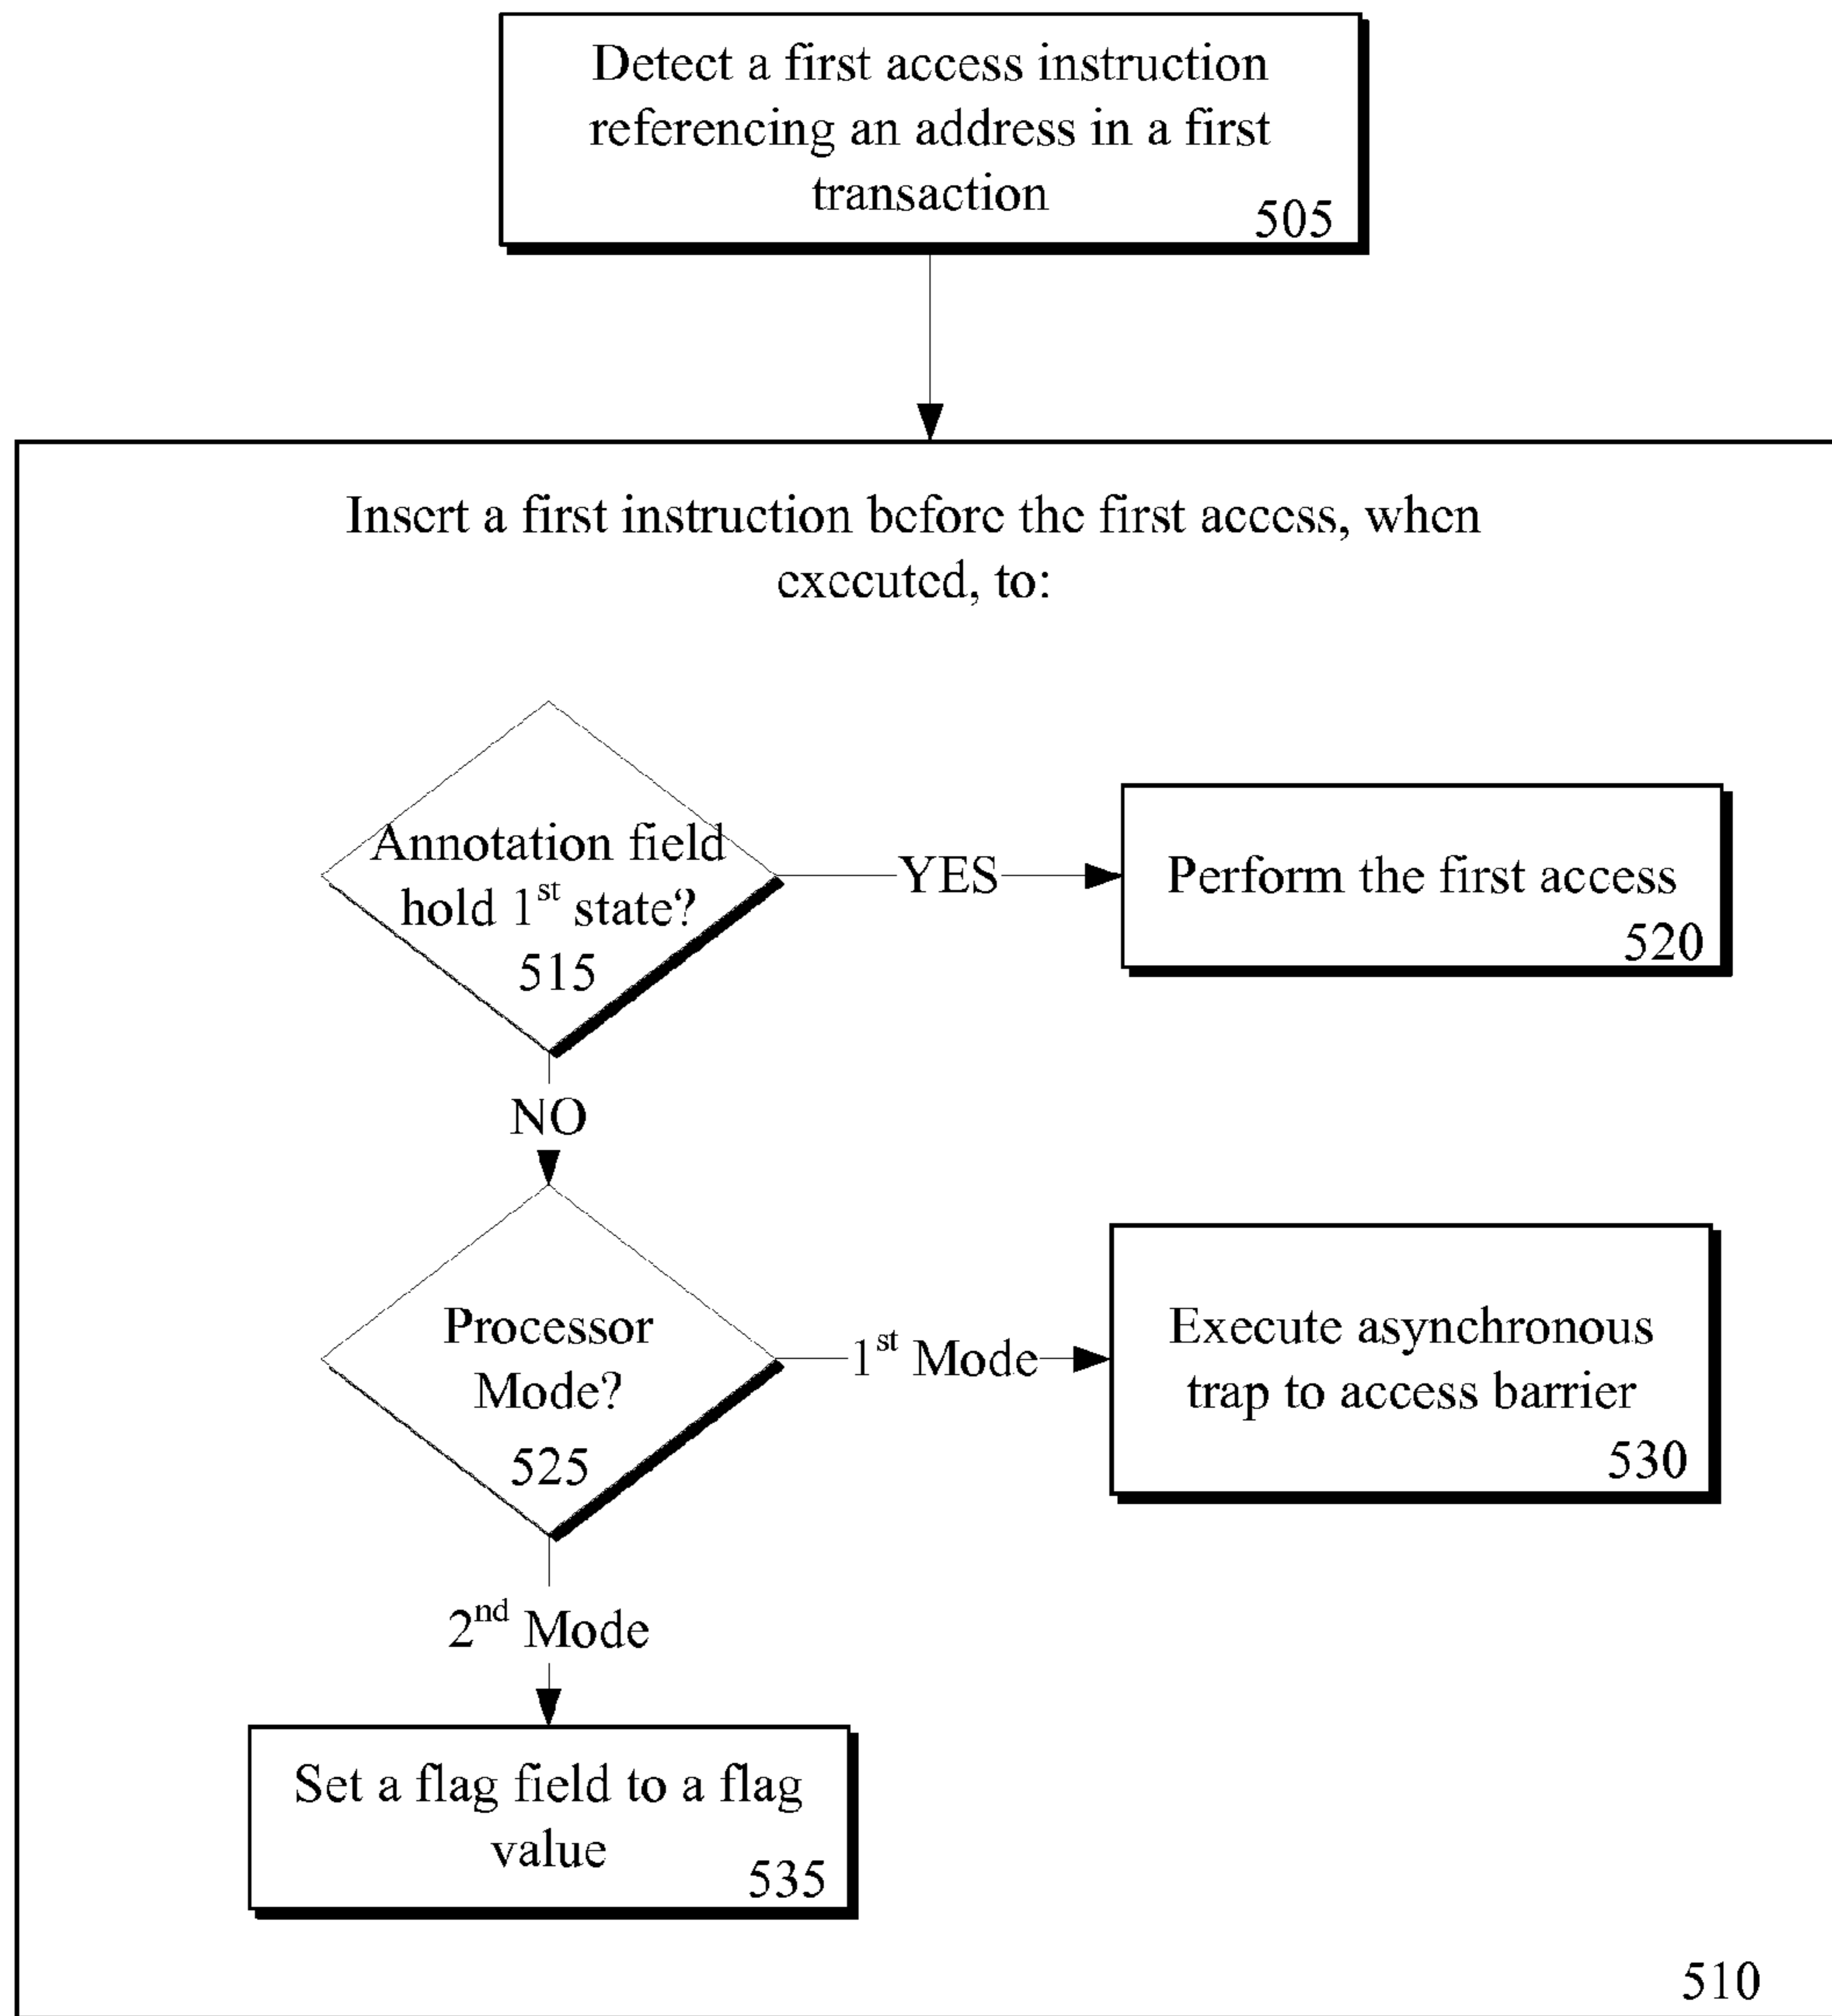 Detect a first access instruction
referencing an address in a first
transaction
505
Insert a first instruction before the first access, when
executed, to:
Annotation field
hold 1st state?
515
YES
Perform the first access
520
NO
Processor
Mode?
525
1st Mode
Execute asynchronous
trap to access barrier
530
2nd Mode
Set a flag field to a flag
value
535
510